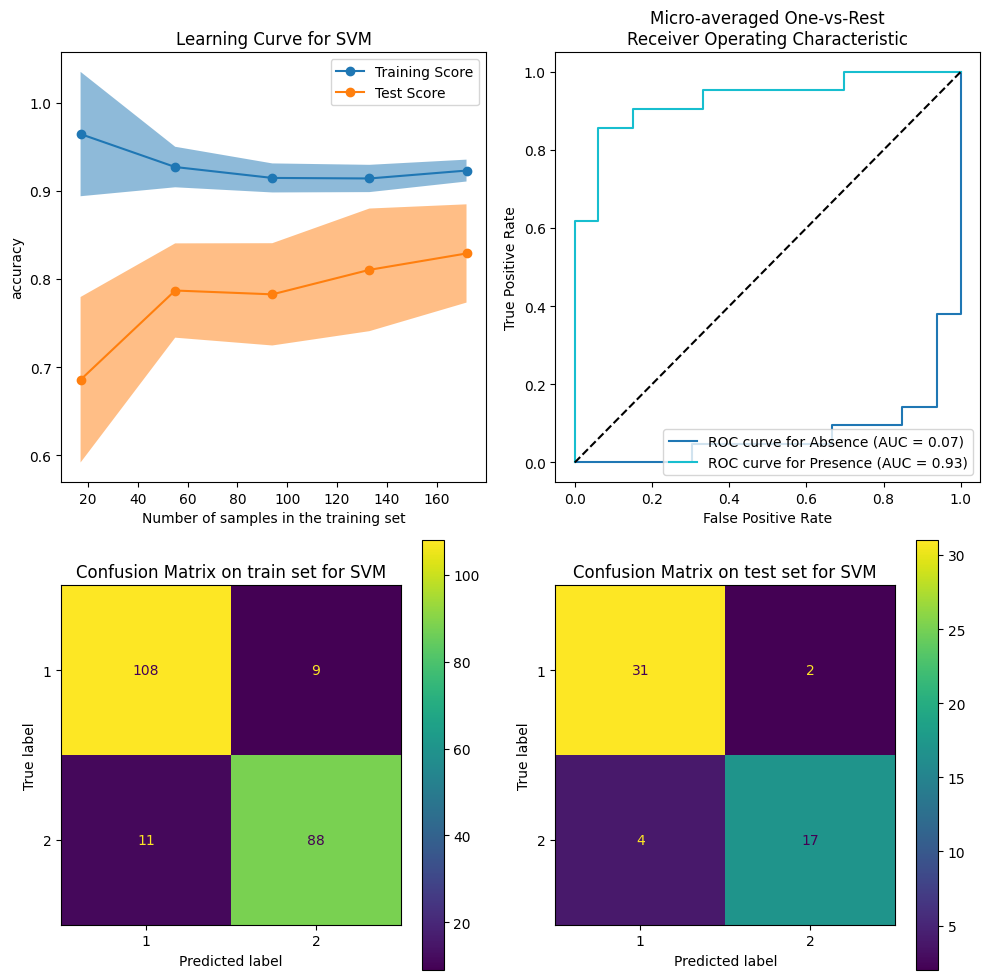 Learning Curve for SVM
Training Score
Test Score
1.0
0.9
0.8
0.7
0.6
accuracy
20 40 60 80 100 120 140 160
Number of samples in the training set
Micro-averaged One-vs-Rest
Receiver Operating Characteristic
1.0
0.8
0.6
0.4
0.2
0.0
True Positive Rate
ROC curve for Absence (AUC = 0.07)
ROC curve for Presence (AUC = 0.93)
0.0 0.2 0.4 0.6 0.8 1.0
False Positive Rate
Confusion Matrix on train set for SVM
1
2
True label
108 9
11 88
1 2
Predicted label
100
80
60
40
20
Confusion Matrix on test set for SVM
1
2
True label
31 2
4 17
1 2
Predicted label
30
25
20
15
10
5